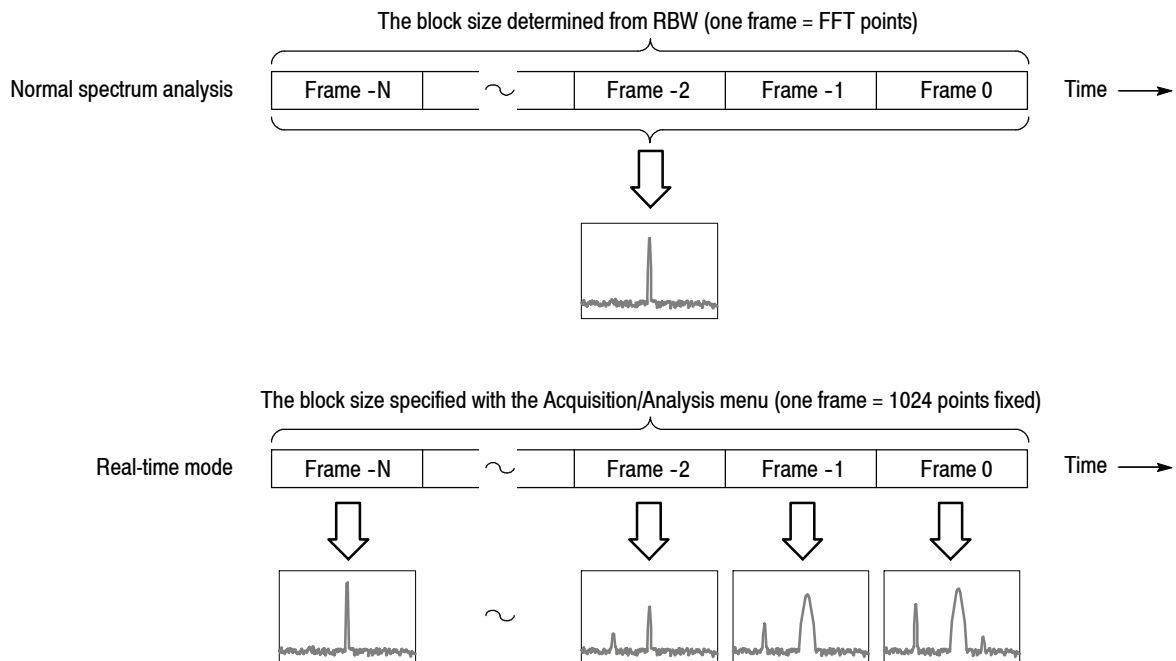 The block size determined from RBW (one frame = FFT points)
Normal spectrum analysis
Frame -N
Frame -2
Frame -1
Frame 0
Time
The block size specified with the Acquisition/Analysis menu (one frame = 1024 points fixed)
Real-time mode
Frame -N
Frame -2
Frame -1
Frame 0
Time